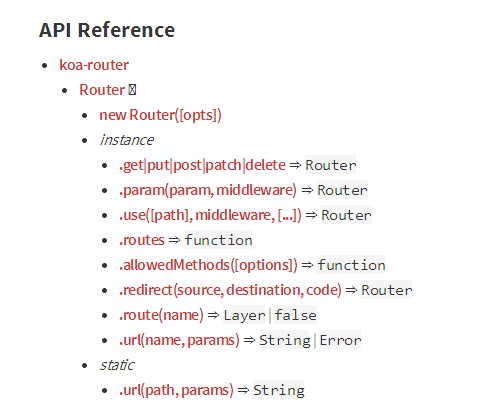 API Reference
koa-router
Router
new Router([opts])
instance
.get|put|post|patch|delete ⇒ Router
.param(param, middleware) ⇒ Router
.use([path], middleware, [...]) ⇒ Router
.routes ⇒ function
.allowedMethods([options]) ⇒ function
.redirect(source, destination, code) ⇒ Router
.route(name) ⇒ Layer|false
.url(name, params) ⇒ String|Error
static
.url(path, params) ⇒ String